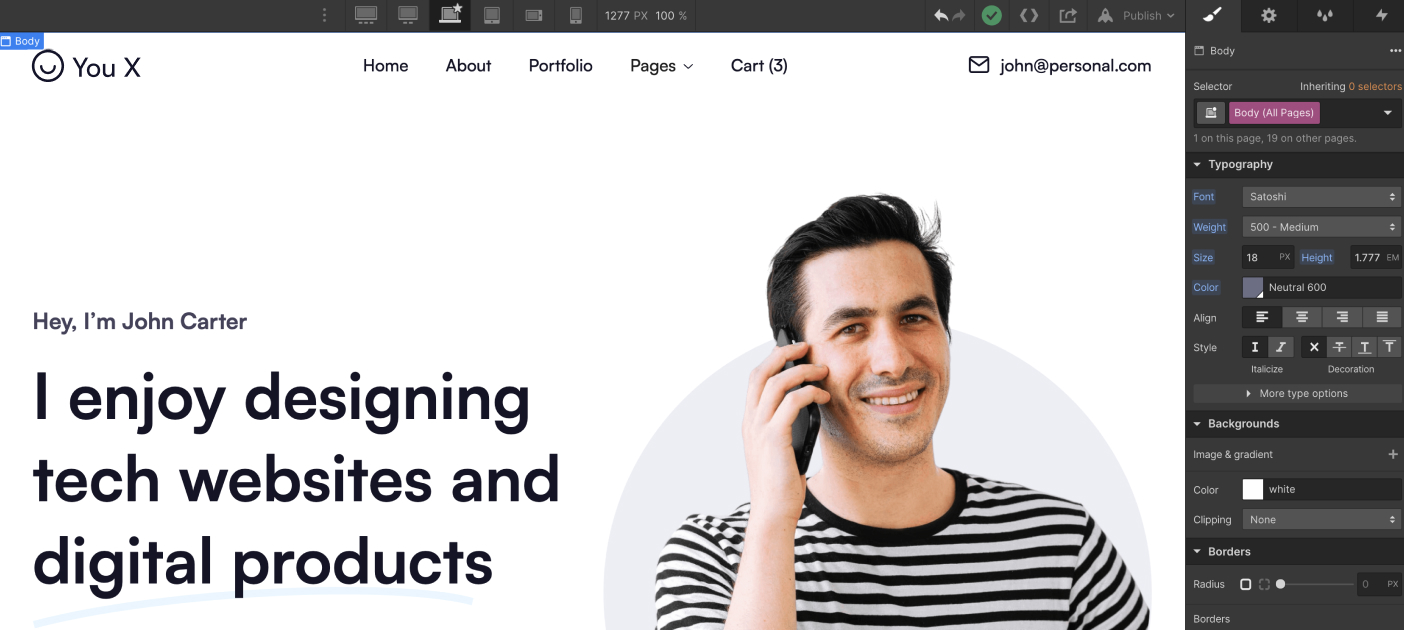 1277 PX 100 %
Publish
Body
You X
Home About Portfolio Pages Cart (3)
john@personal.com
Hey, I'm John Carter
I enjoy designing
tech websites and
digital products
Body
Selector Inheriting 0 selectors
Body (All Pages)
1 on this page, 19 on other pages.
Typography
Font Satoshi
Weight 500 - Medium
Size 18 PX Height 1.777 EM
Color Neutral 600
Align
Style
Italicize Decoration
More type options
Backgrounds
Image & gradient
Color white
Clipping None
Borders
Radius 0 PX
Borders